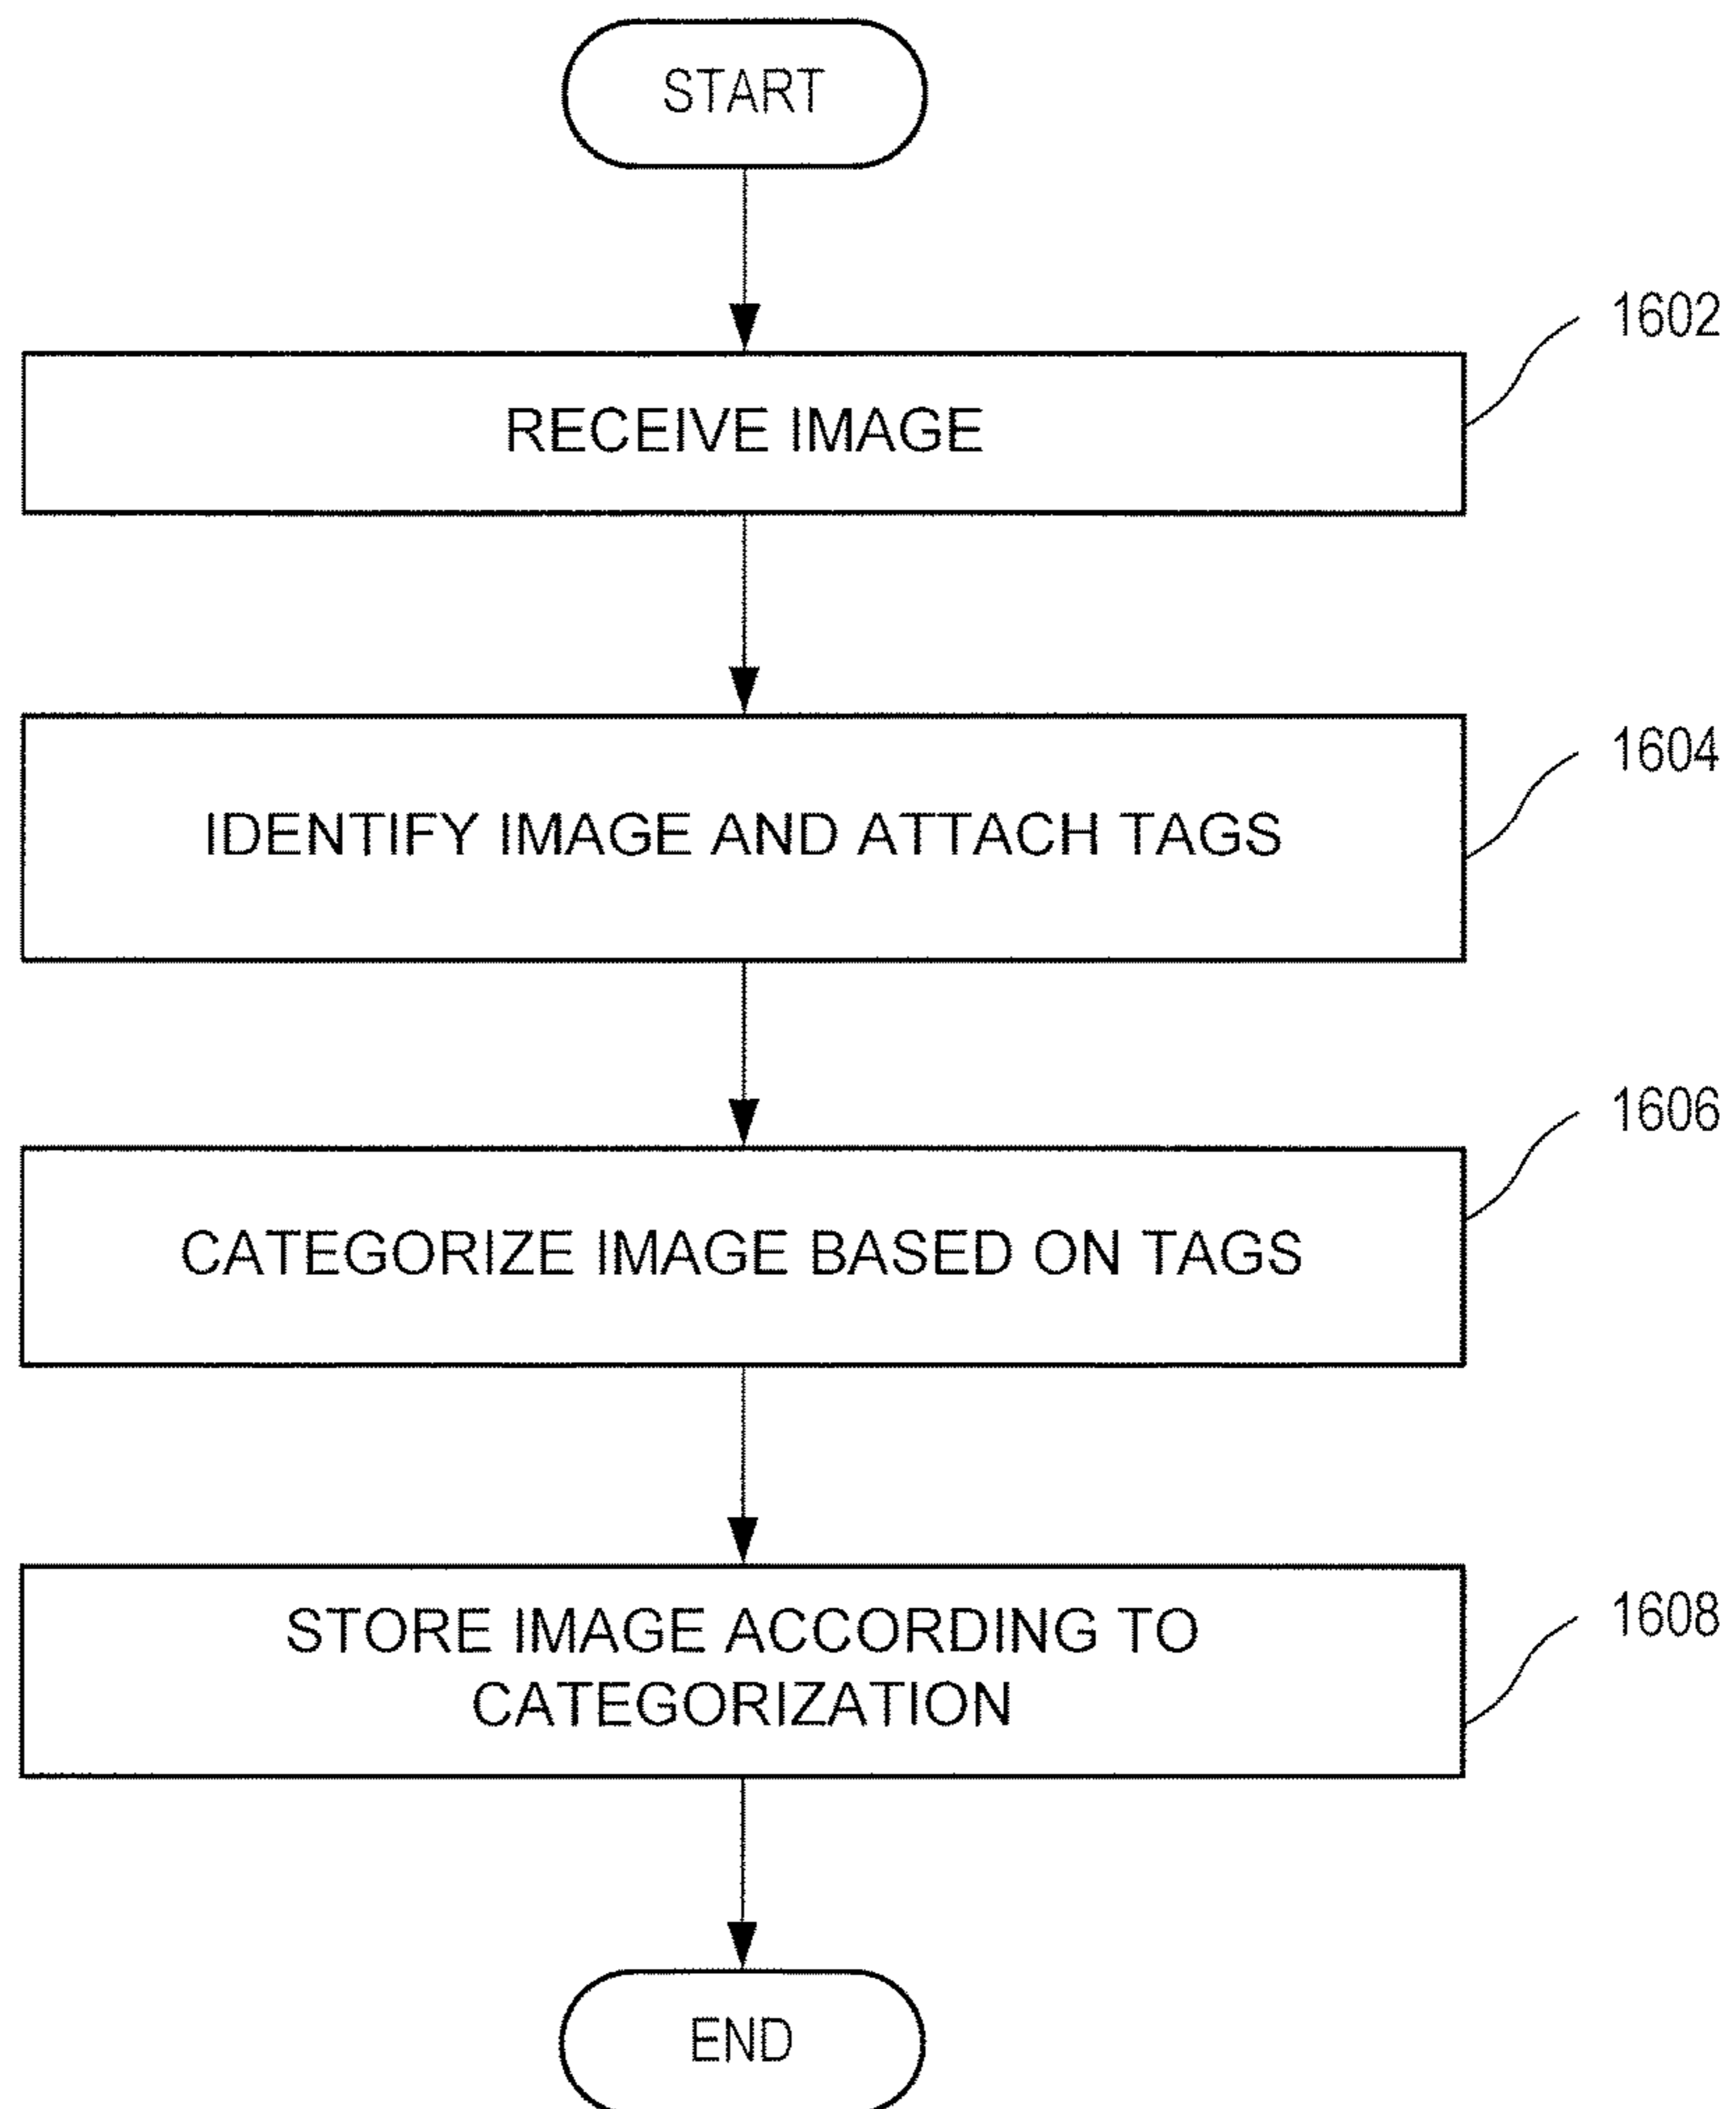 START
1602
RECEIVE IMAGE
1604
IDENTIFY IMAGE AND ATTACH TAGS
1606
CATEGORIZE IMAGE BASED ON TAGS
1608
STORE IMAGE ACCORDING TO
CATEGORIZATION
END